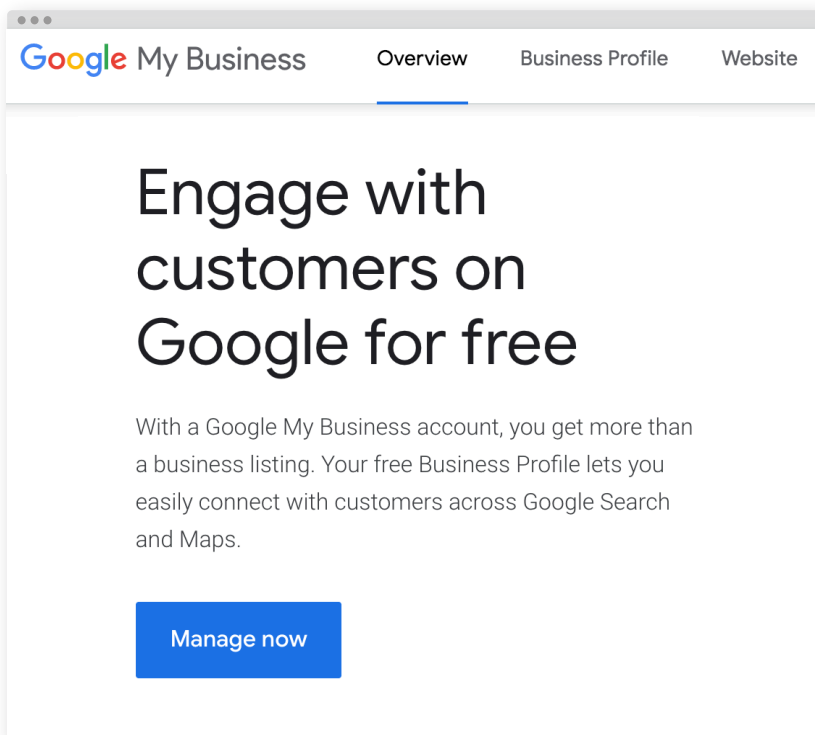 Google My Business Overview Business Profile Website
Engage with
customers on
Google for free
With a Google My Business account, you get more than
a business listing. Your free Business Profile lets you
easily connect with customers across Google Search
and Maps.
Manage now